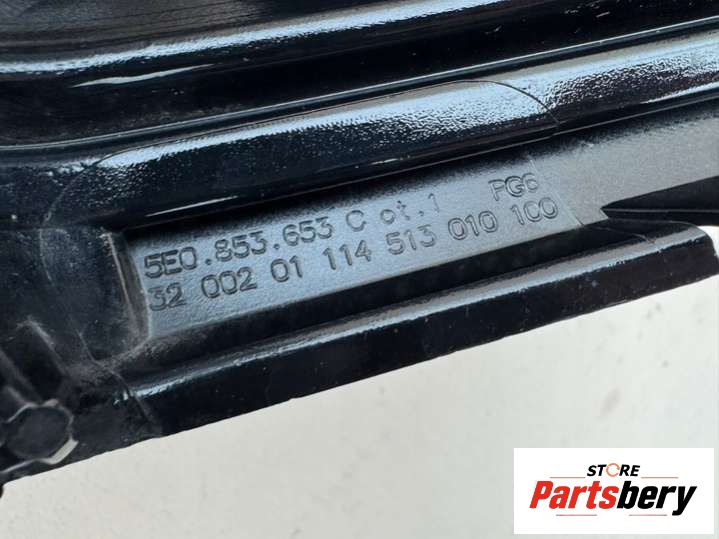 5E0.853.653 C ot.1 PG6
32 002 01 114 513 010 100
STORE
Partsbery